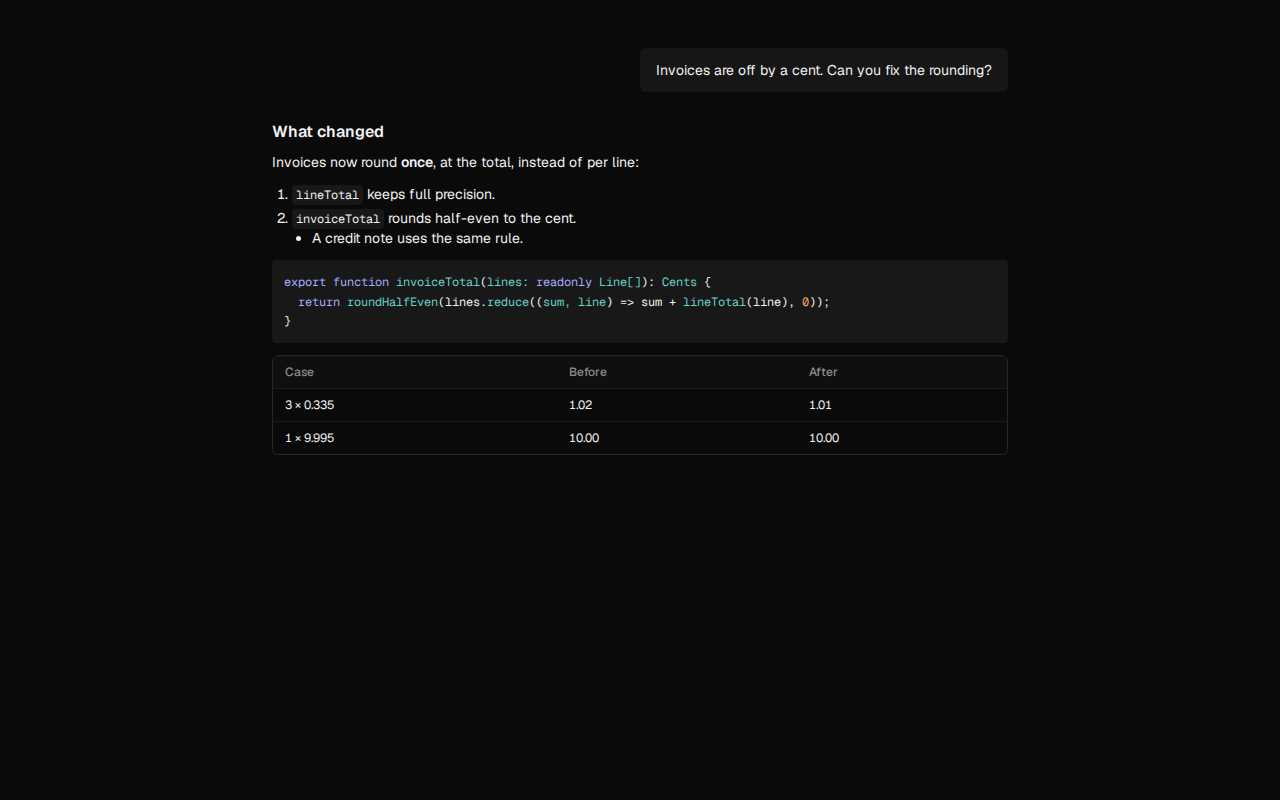 Invoices are off by a cent. Can you fix the rounding?
What changed
Invoices now round once, at the total, instead of per line:
1. lineTotal keeps full precision.
2. invoiceTotal rounds half-even to the cent.
• A credit note uses the same rule.
export function invoiceTotal(lines: readonly Line[]): Cents {
  return roundHalfEven(lines.reduce((sum, line) => sum + lineTotal(line), 0));
}
Case Before After
3 × 0.335 1.02 1.01
1 × 9.995 10.00 10.00